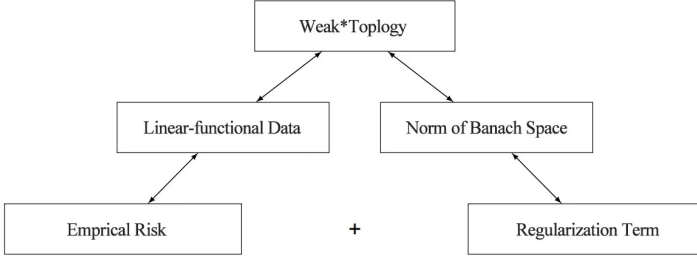 Weak*Toplogy
Linear-functional Data
Norm of Banach Space
Emprical Risk
+
Regularization Term